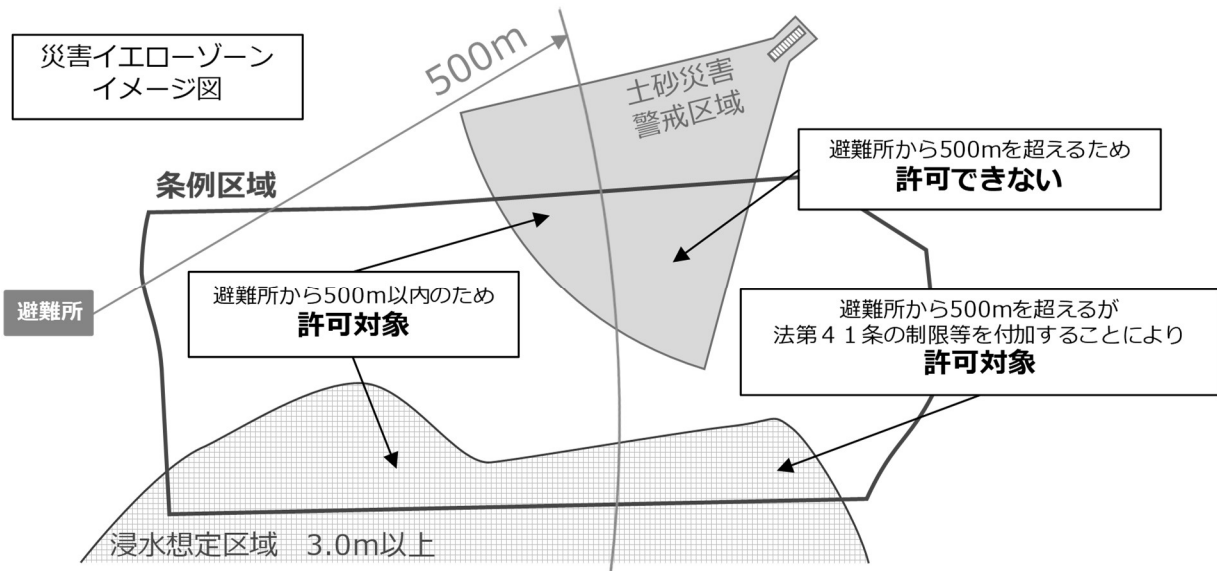 災害イエローゾーン
イメージ図
500m
土砂災害
警戒区域
避難所から500mを超えるため
許可できない
条例区域
避難所
避難所から500m以内のため
許可対象
避難所から500mを超えるが
法第４１条の制限等を付加することにより
許可対象
浸水想定区域　3.0m以上